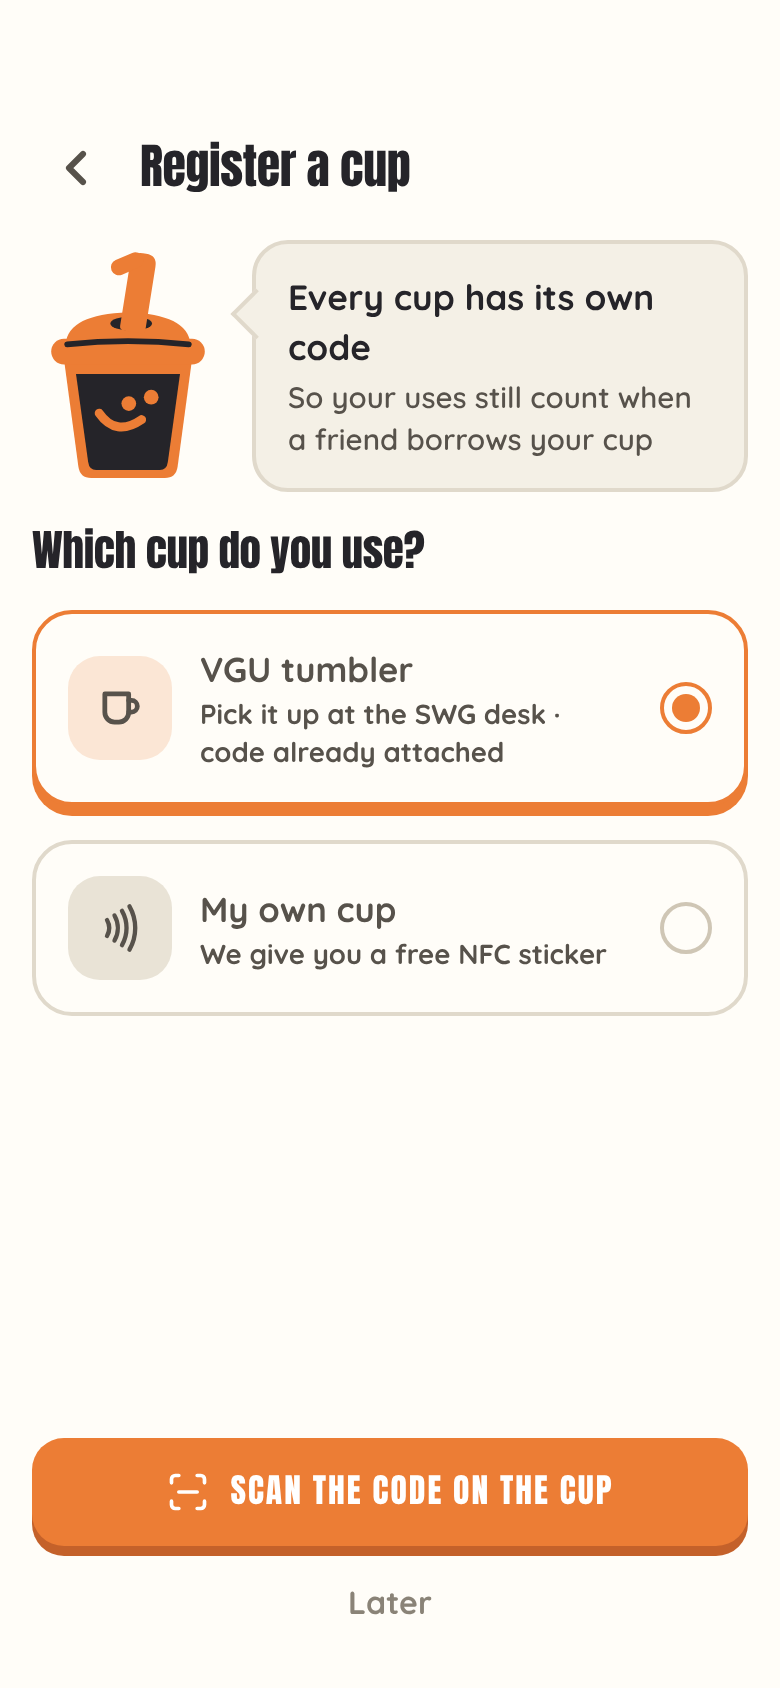 Register a cup
Every cup has its own
code
So your uses still count when
a friend borrows your cup
Which cup do you use?
VGU tumbler
Pick it up at the SWG desk ·
code already attached
My own cup
We give you a free NFC sticker
SCAN THE CODE ON THE CUP
Later